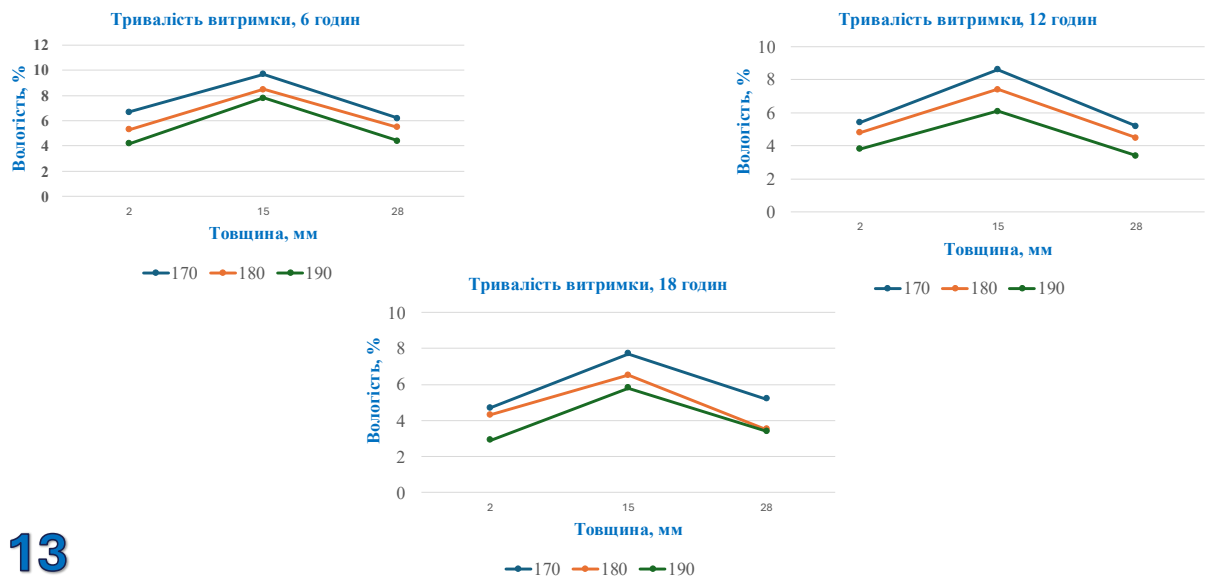 Тривалість витримки, 6 годин
Вологість, %
12
10
8
6
4
2
0
2 15 28
Товщина, мм
170 180 190
Тривалість витримки, 12 годин
Вологість, %
10
8
6
4
2
0
2 15 28
Товщина, мм
170 180 190
Тривалість витримки, 18 годин
Вологість, %
10
8
6
4
2
0
2 15 28
Товщина, мм
170 180 190
13